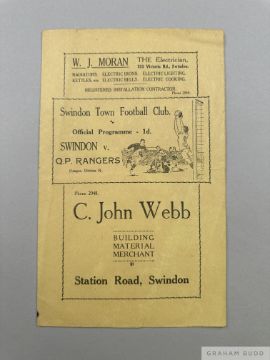 W. J. MORAN THE Electrician,
RADIATORS, ELECTRIC IRONS, ELECTRIC LIGHTING,
KETTLES, ELECTRIC BELLS, ELECTRIC COOKING.
REGISTERED INSTALLATION CONTRACTOR.
Swindon Town Football Club.
Official Programme - 1d.
SWINDON v.
Q.P. RANGERS
C. John Webb
BUILDING
MATERIAL
MERCHANT
Station Road, Swindon
GRAHAM BUDD